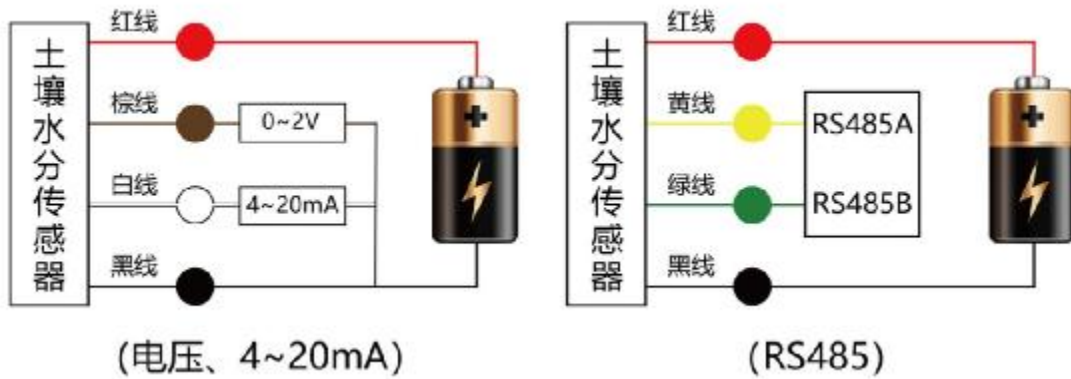 土壤水分传感器
红线
棕线
0~2V
白线
4~20mA
黑线
+
(电压、4~20mA)
土壤水分传感器
红线
黄线
RS485A
绿线
RS485B
黑线
+
(RS485)